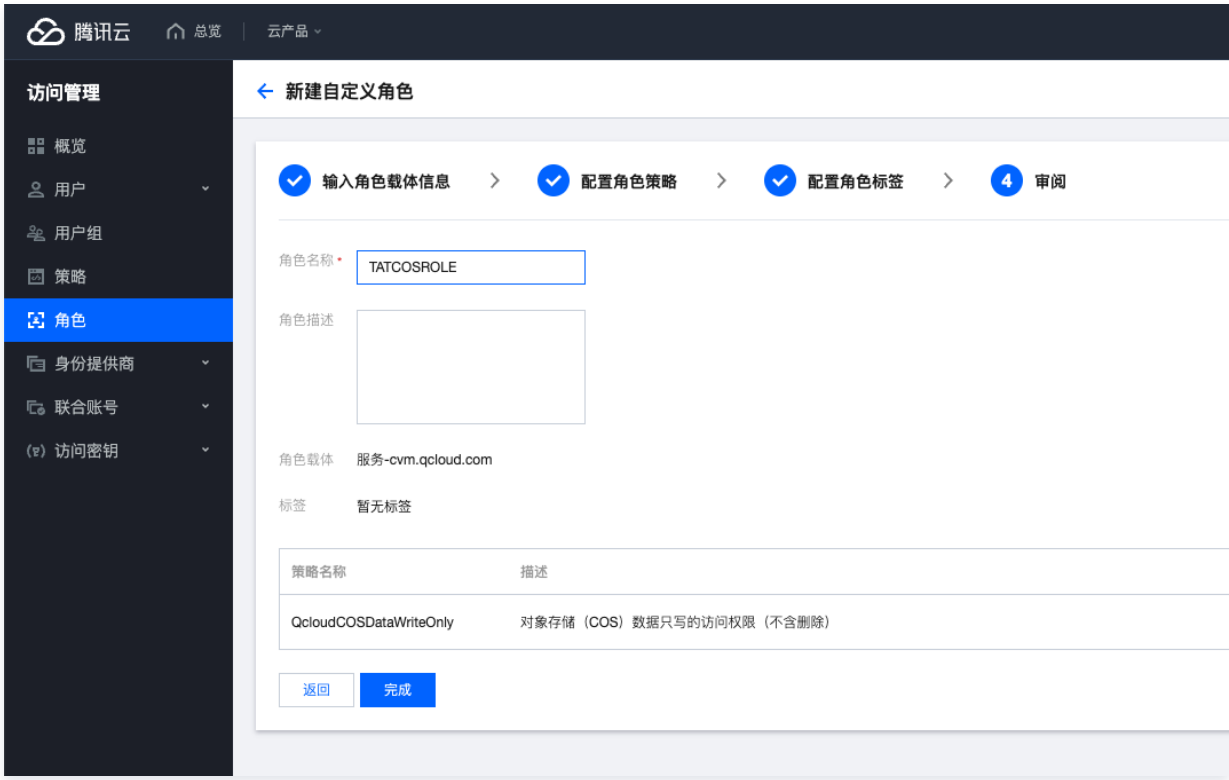 腾讯云 总览 云产品
访问管理
概览
用户
用户组
策略
角色
身份提供商
联合账号
访问密钥
新建自定义角色
输入角色载体信息 配置角色策略 配置角色标签 4 审阅
角色名称* TATCOSROLE
角色描述
角色载体 服务-cvm.qcloud.com
标签 暂无标签
策略名称 描述
QcloudCOSDataWriteOnly 对象存储（COS）数据只写的访问权限（不含删除）
返回 完成